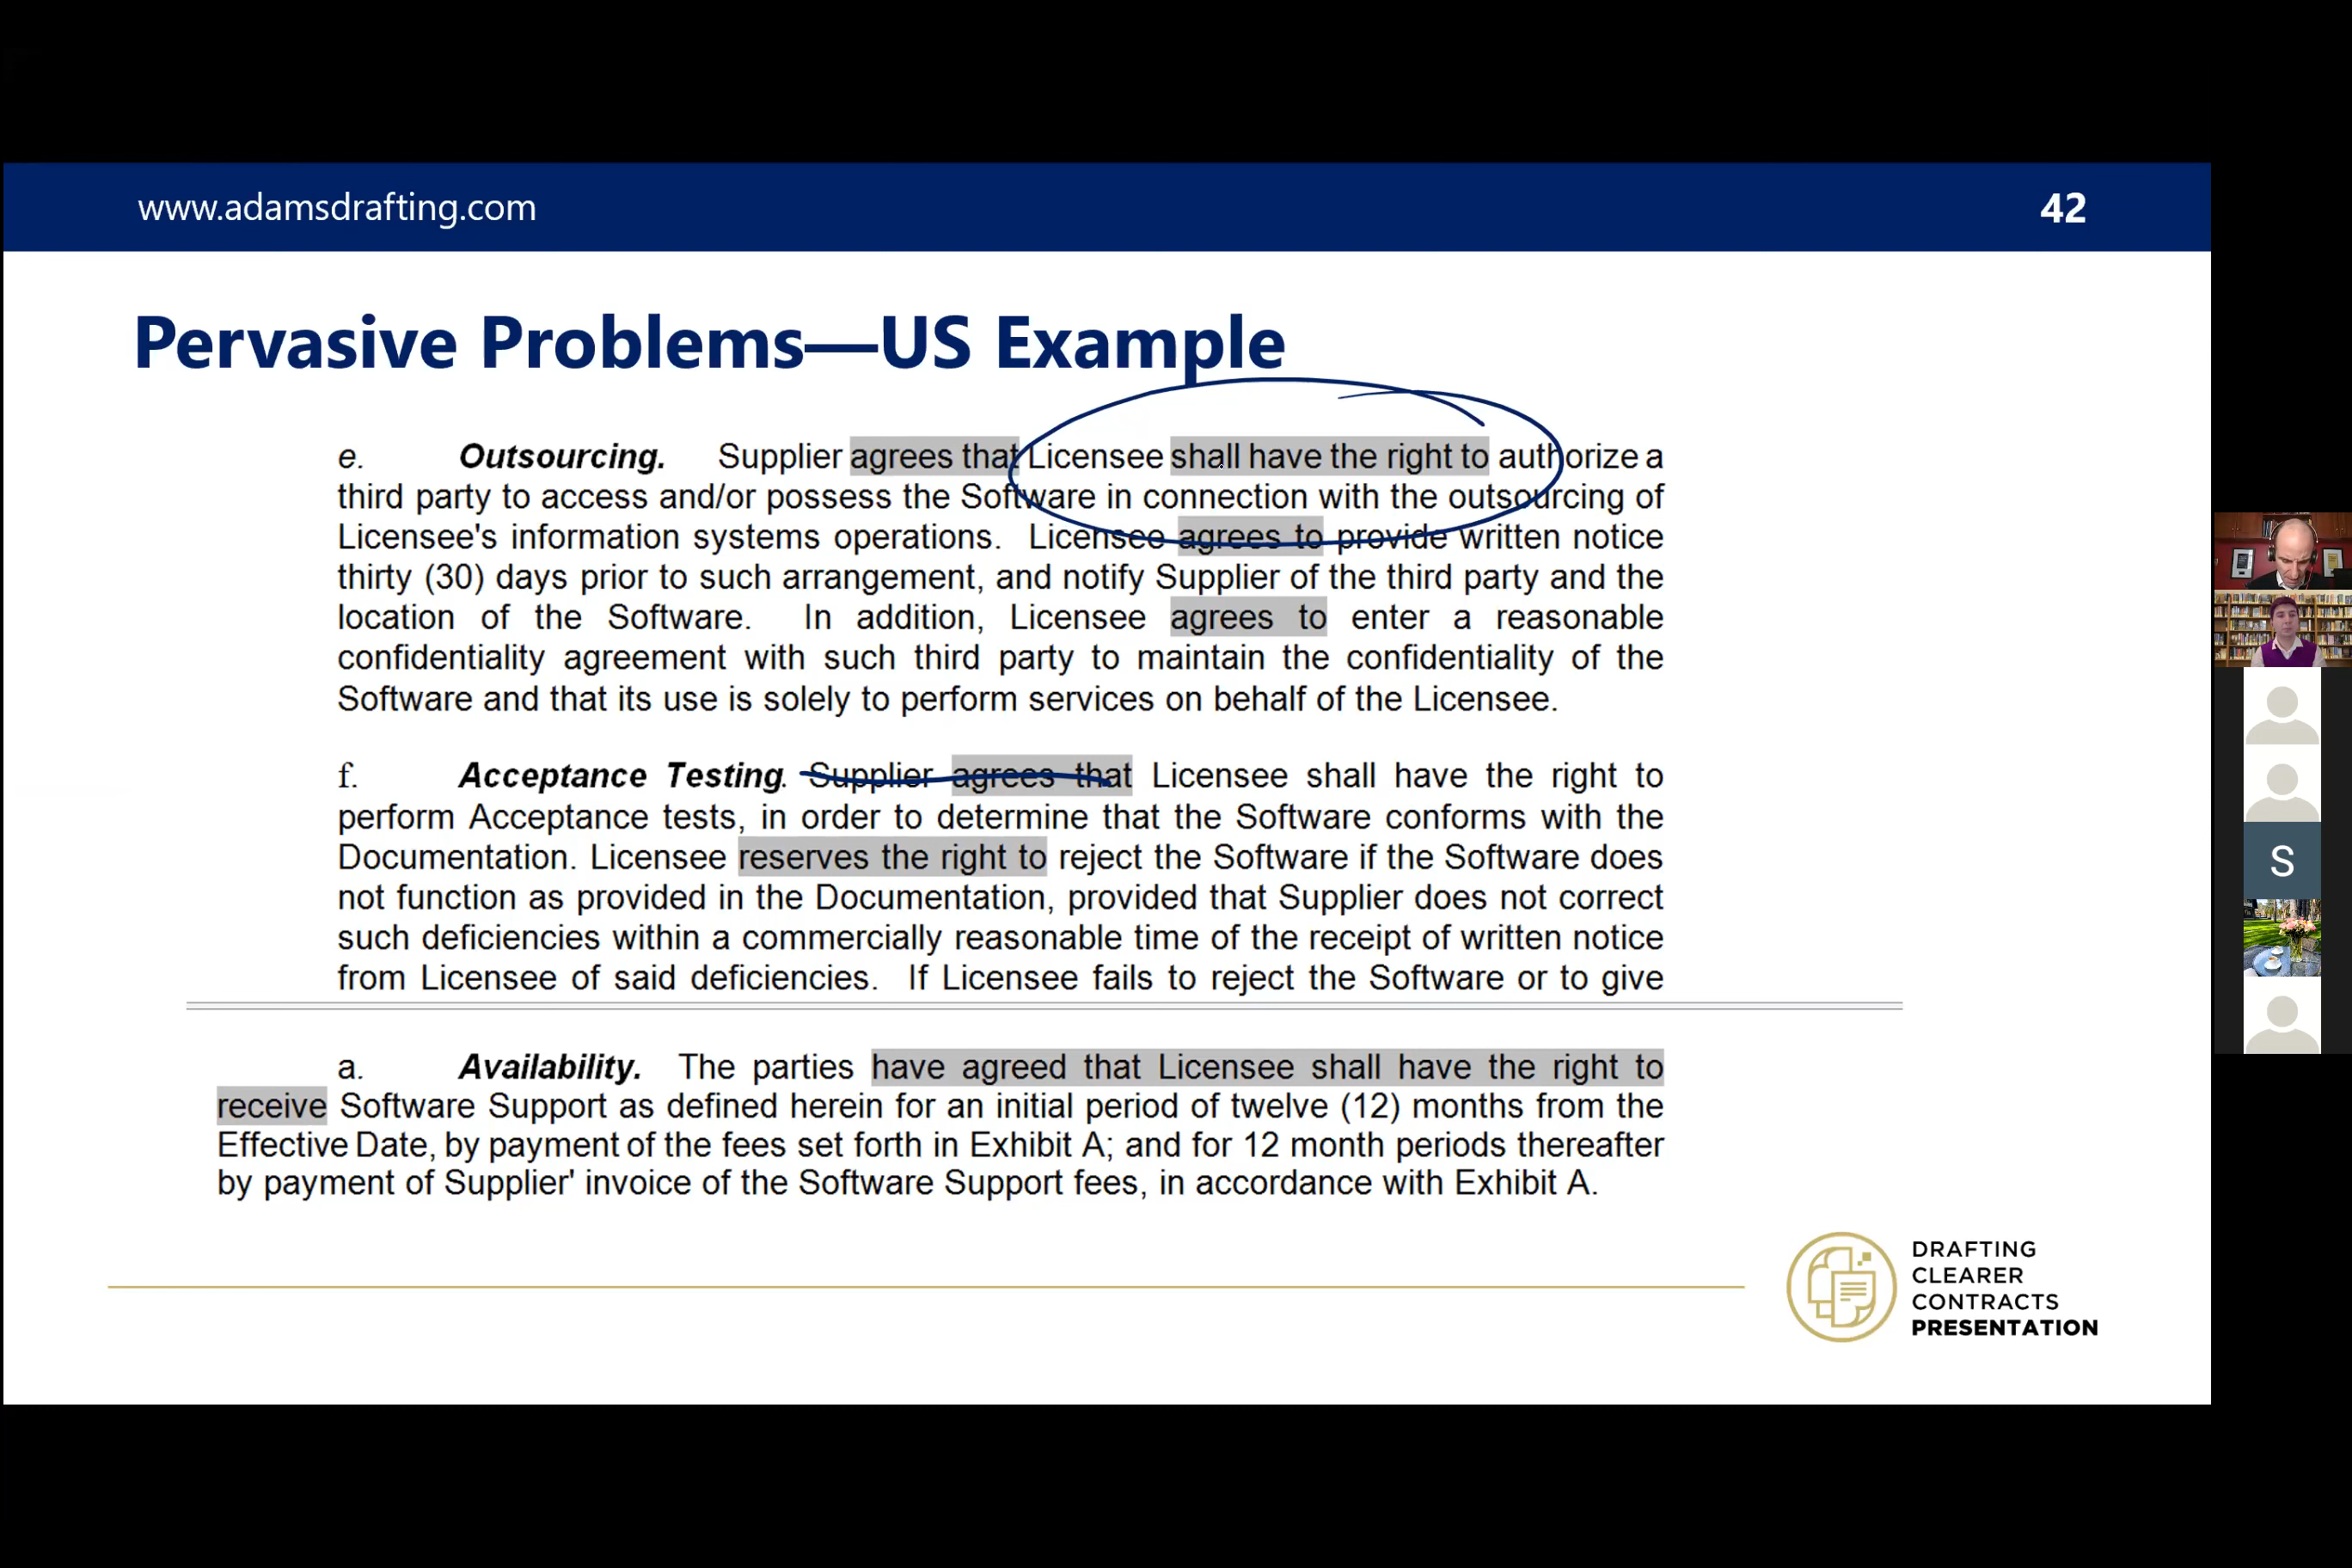 www.adamsdrafting.com
42
Pervasive Problems—US Example
e. Outsourcing. Supplier agrees that Licensee shall have the right to authorize a
third party to access and/or possess the Software in connection with the outsourcing of
Licensee's information systems operations. Licensee agrees to provide written notice
thirty (30) days prior to such arrangement, and notify Supplier of the third party and the
location of the Software. In addition, Licensee agrees to enter a reasonable
confidentiality agreement with such third party to maintain the confidentiality of the
Software and that its use is solely to perform services on behalf of the Licensee.
f. Acceptance Testing. Supplier agrees that Licensee shall have the right to
perform Acceptance tests, in order to determine that the Software conforms with the
Documentation. Licensee reserves the right to reject the Software if the Software does
not function as provided in the Documentation, provided that Supplier does not correct
such deficiencies within a commercially reasonable time of the receipt of written notice
from Licensee of said deficiencies. If Licensee fails to reject the Software or to give
a. Availability. The parties have agreed that Licensee shall have the right to
receive Software Support as defined herein for an initial period of twelve (12) months from the
Effective Date, by payment of the fees set forth in Exhibit A; and for 12 month periods thereafter
by payment of Supplier' invoice of the Software Support fees, in accordance with Exhibit A.
DRAFTING
CLEARER
CONTRACTS
PRESENTATION
S